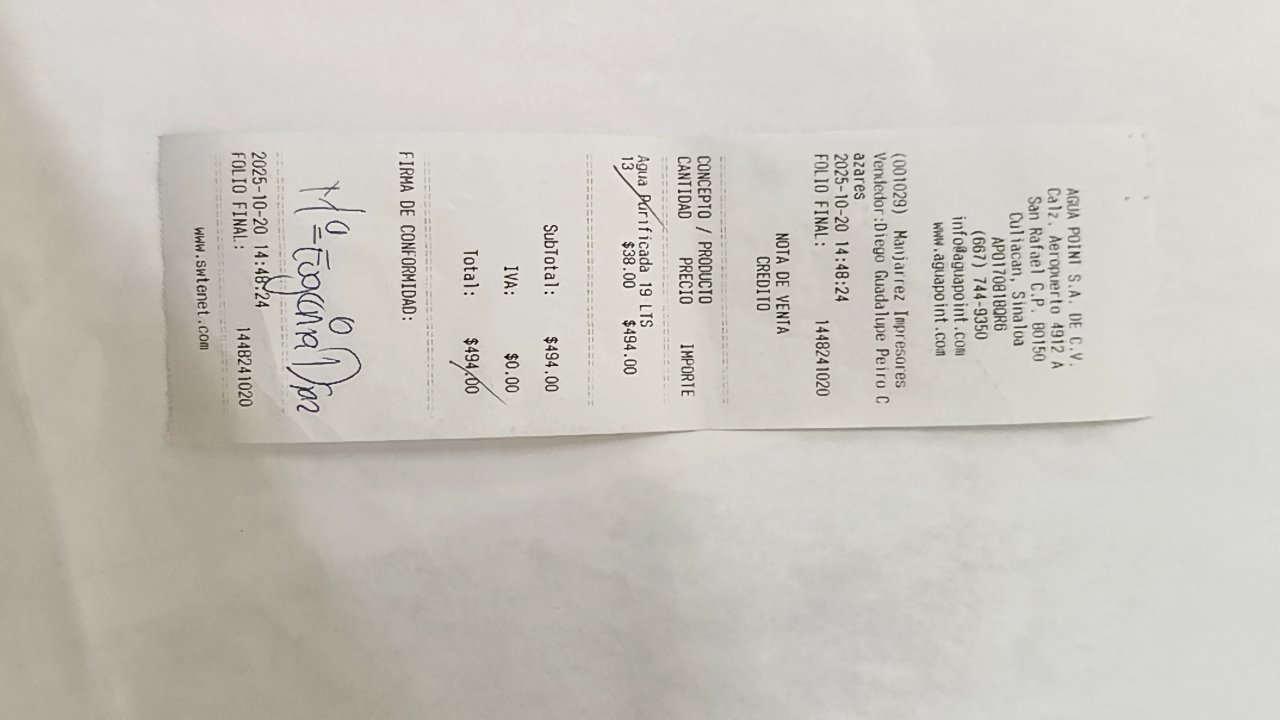 AGUA POINT S.A. DE C.V.
Calz. Aeropuerto 4912 A
San Rafael C.P. 80150
Culiacan, Sinaloa
APO170818QR6
(667) 744-9350
info@aguapoint.com
www.aguapoint.com
(001029) Manjarrez Impresores
Vendedor:Diego Guadalupe Peiro C
azares
2025-10-20 14:48:24
FOLIO FINAL: 1448241020
NOTA DE VENTA
CREDITO
CONCEPTO / PRODUCTO
CANTIDAD PRECIO IMPORTE
Agua Purificada 19 LTS
13 $38.00 $494.00
SubTotal: $494.00
IVA: $0.00
Total: $494.00
FIRMA DE CONFORMIDAD:
2025-10-20 14:48:24
FOLIO FINAL: 1448241020
www.swtenet.com